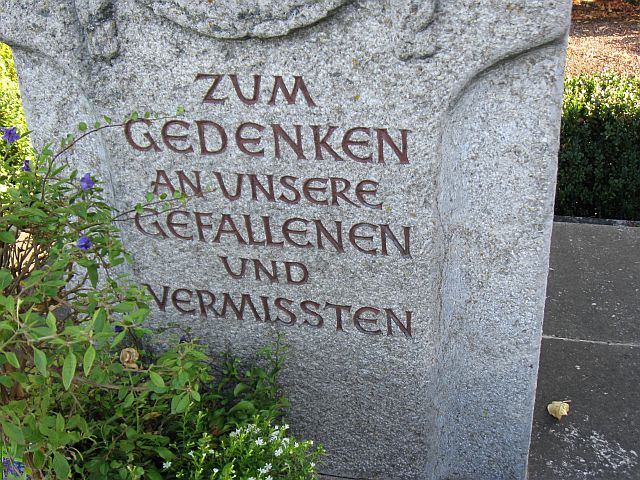 ZUM
GEDENKEN
AN UNSERE
GEFALLENEN
UND
VERMISSTEN